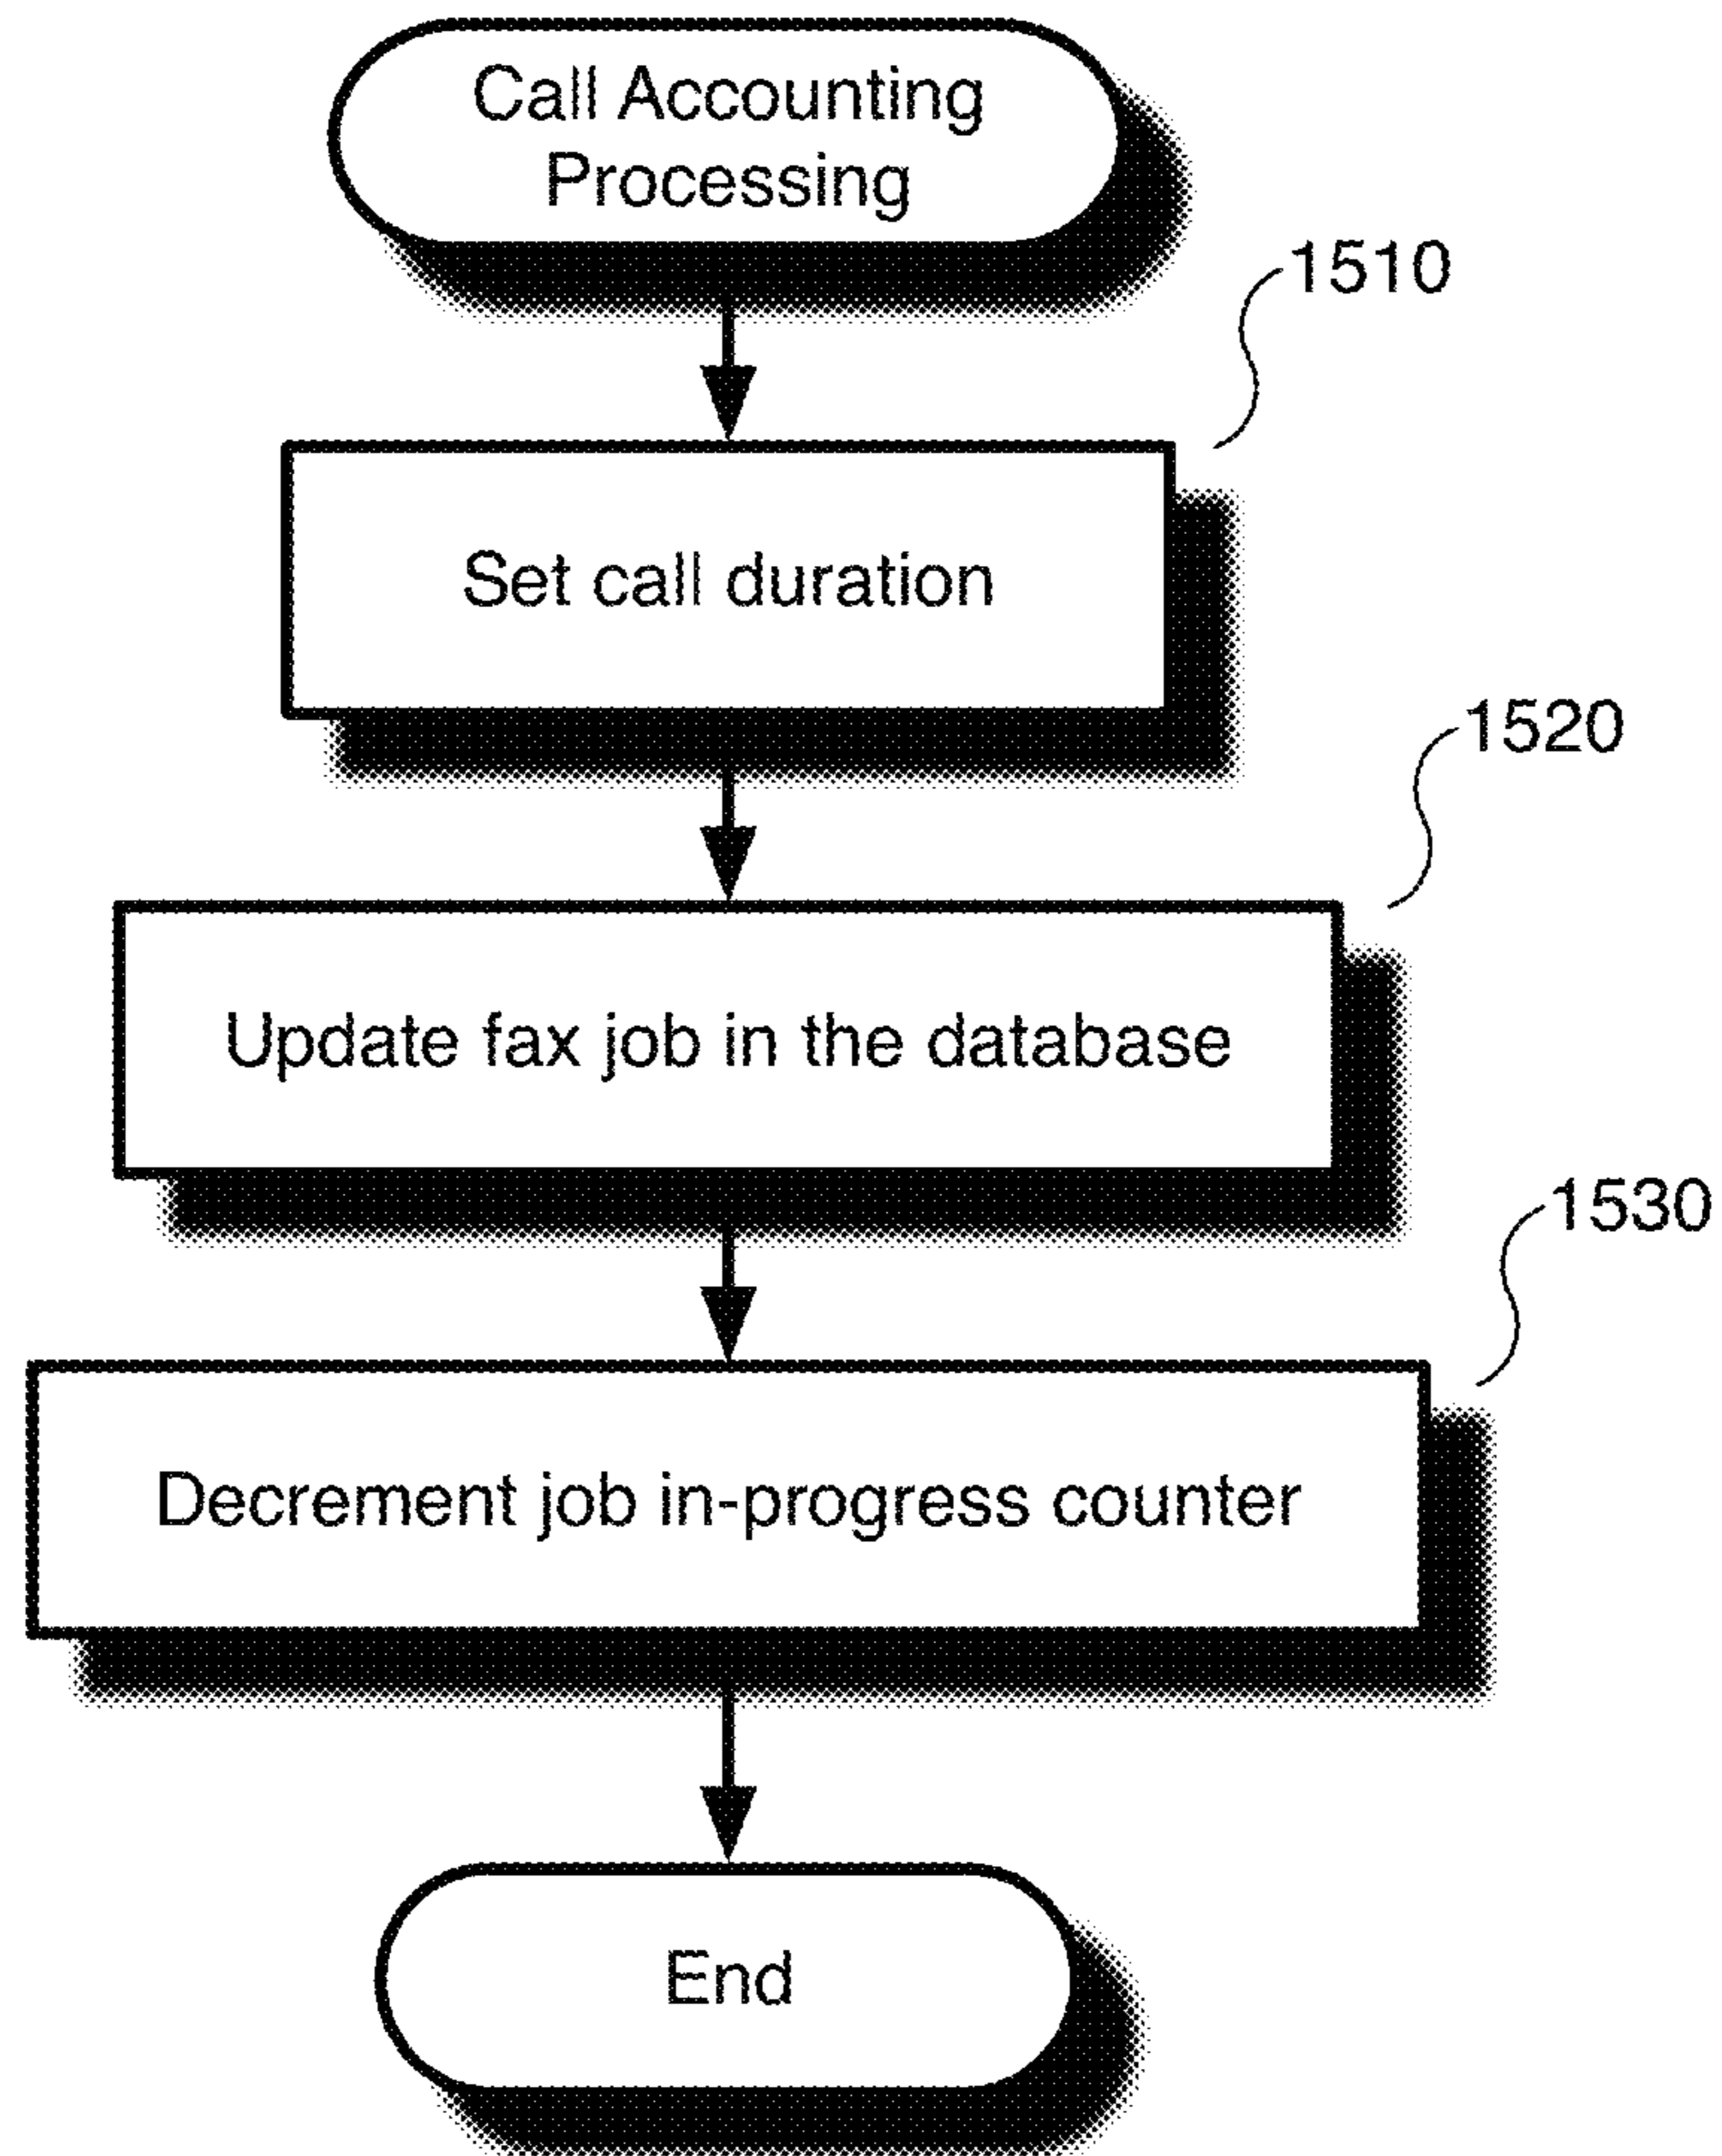 Call Accounting
Processing
1510
Set call duration
1520
Update fax job in the database
1530
Decrement job in-progress counter
End